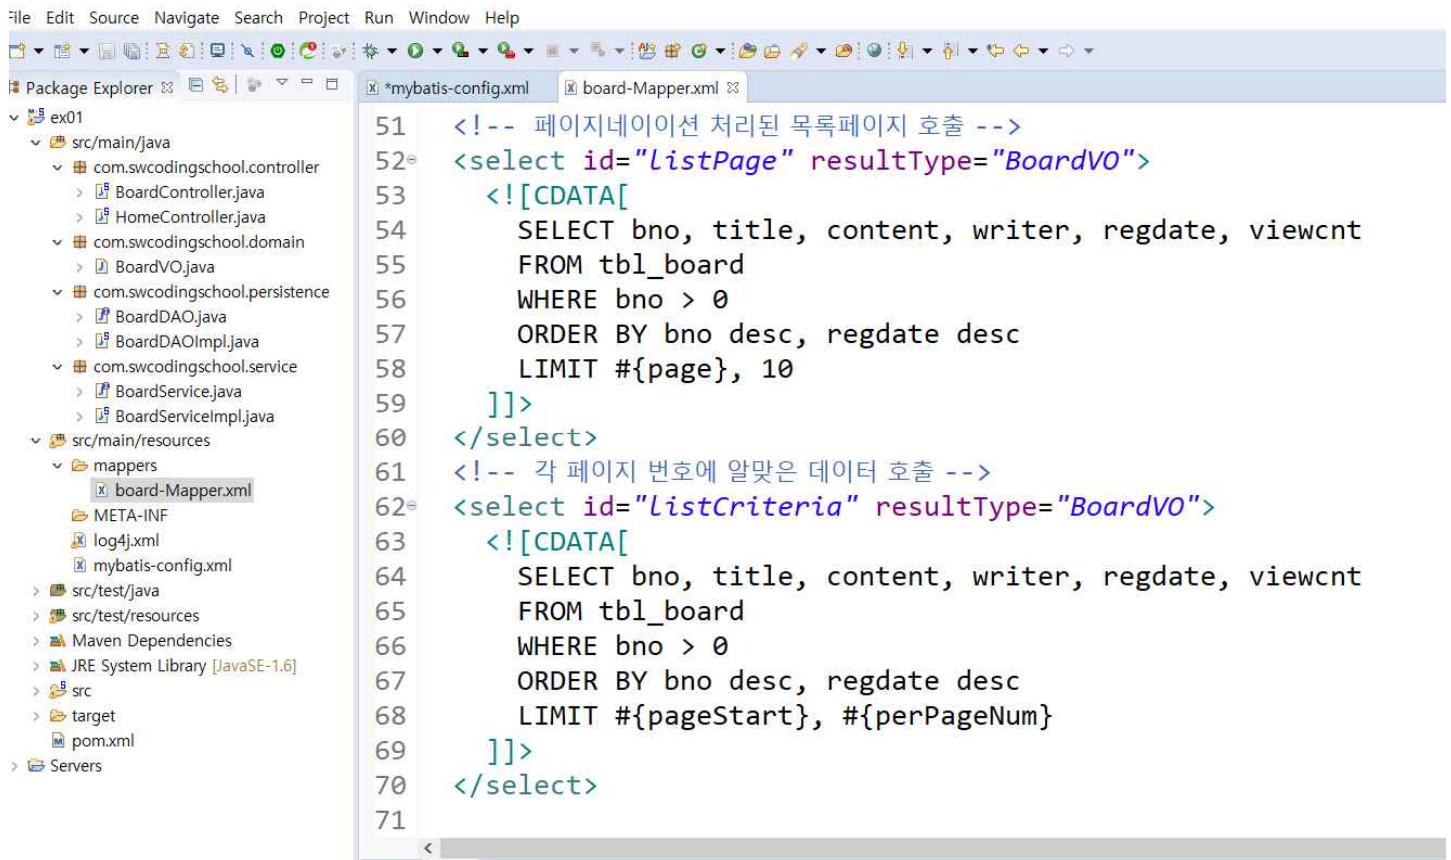 File Edit Source Navigate Search Project Run Window Help
Package Explorer
*mybatis-config.xml
board-Mapper.xml
ex01
src/main/java
com.swcodingschool.controller
BoardController.java
HomeController.java
com.swcodingschool.domain
BoardVO.java
com.swcodingschool.persistence
BoardDAO.java
BoardDAOImpl.java
com.swcodingschool.service
BoardService.java
BoardServiceImpl.java
src/main/resources
mappers
board-Mapper.xml
META-INF
log4j.xml
mybatis-config.xml
src/test/java
src/test/resources
Maven Dependencies
JRE System Library [JavaSE-1.6]
src
target
pom.xml
Servers
51 <!-- 페이지네이이션 처리된 목록페이지 호출 -->
52 <select id="listPage" resultType="BoardVO">
53 <![CDATA[
54 SELECT bno, title, content, writer, regdate, viewcnt
55 FROM tbl_board
56 WHERE bno > 0
57 ORDER BY bno desc, regdate desc
58 LIMIT #{page}, 10
59 ]]>
60 </select>
61 <!-- 각 페이지 번호에 알맞은 데이터 호출 -->
62 <select id="listCriteria" resultType="BoardVO">
63 <![CDATA[
64 SELECT bno, title, content, writer, regdate, viewcnt
65 FROM tbl_board
66 WHERE bno > 0
67 ORDER BY bno desc, regdate desc
68 LIMIT #{pageStart}, #{perPageNum}
69 ]]>
70 </select>
71